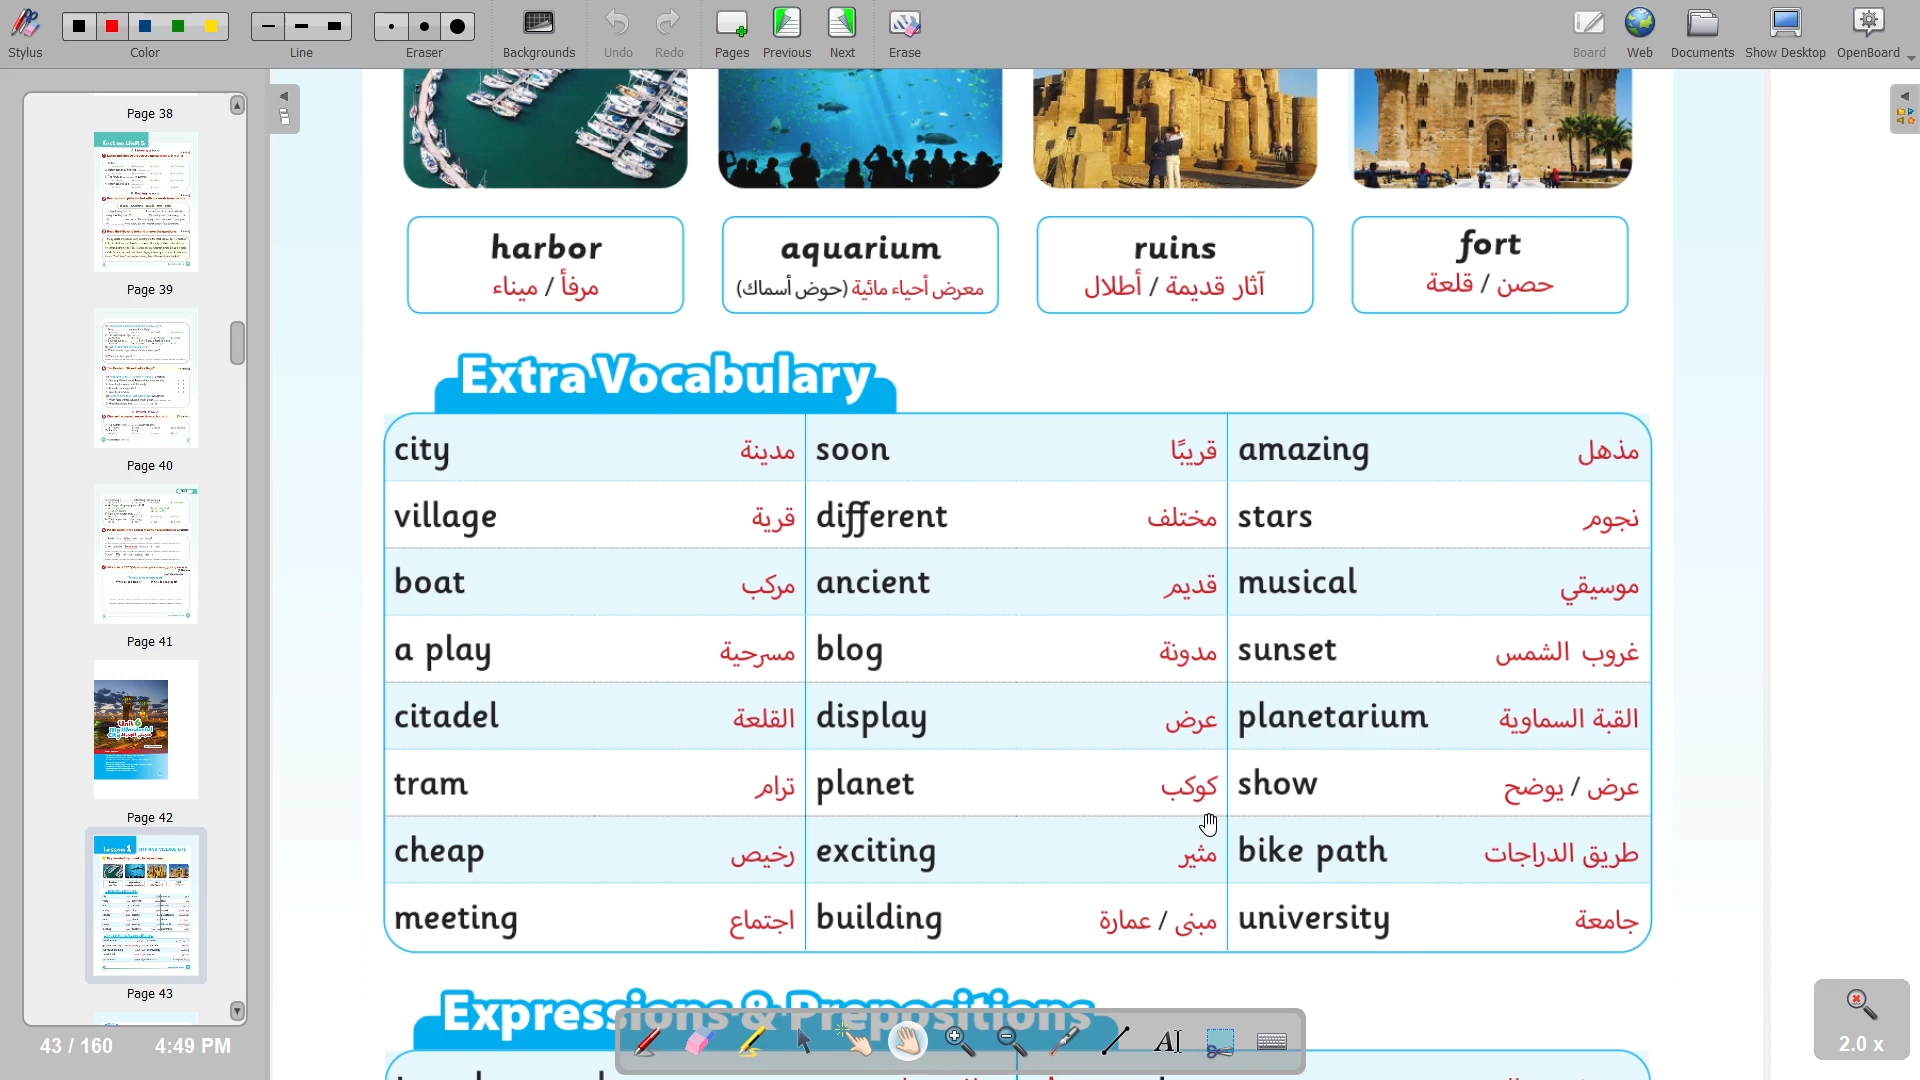 Stylus
Color
Line
Eraser
Backgrounds
Undo
Redo
Pages
Previous
Next
Erase
Board
Web
Documents
Show Desktop
OpenBoard
Page 38
Page 39
Page 40
Page 41
Page 42
Page 43
43 / 160 4:49 PM
harbor
مرفأ / ميناء
aquarium
معرض أحياء مائية (حوض أسماك)
ruins
آثار قديمة / أطلال
fort
حصن / قلعة
Extra Vocabulary
city مدينة soon قريبًا amazing مذهل
village قرية different مختلف stars نجوم
boat مركب ancient قديم musical موسيقي
a play مسرحية blog مدونة sunset غروب الشمس
citadel القلعة display عرض planetarium القبة السماوية
tram ترام planet كوكب show عرض / يوضح
cheap رخيص exciting مثير bike path طريق الدراجات
meeting اجتماع building مبنى / عمارة university جامعة
Expressions & Prepositions
2.0 x